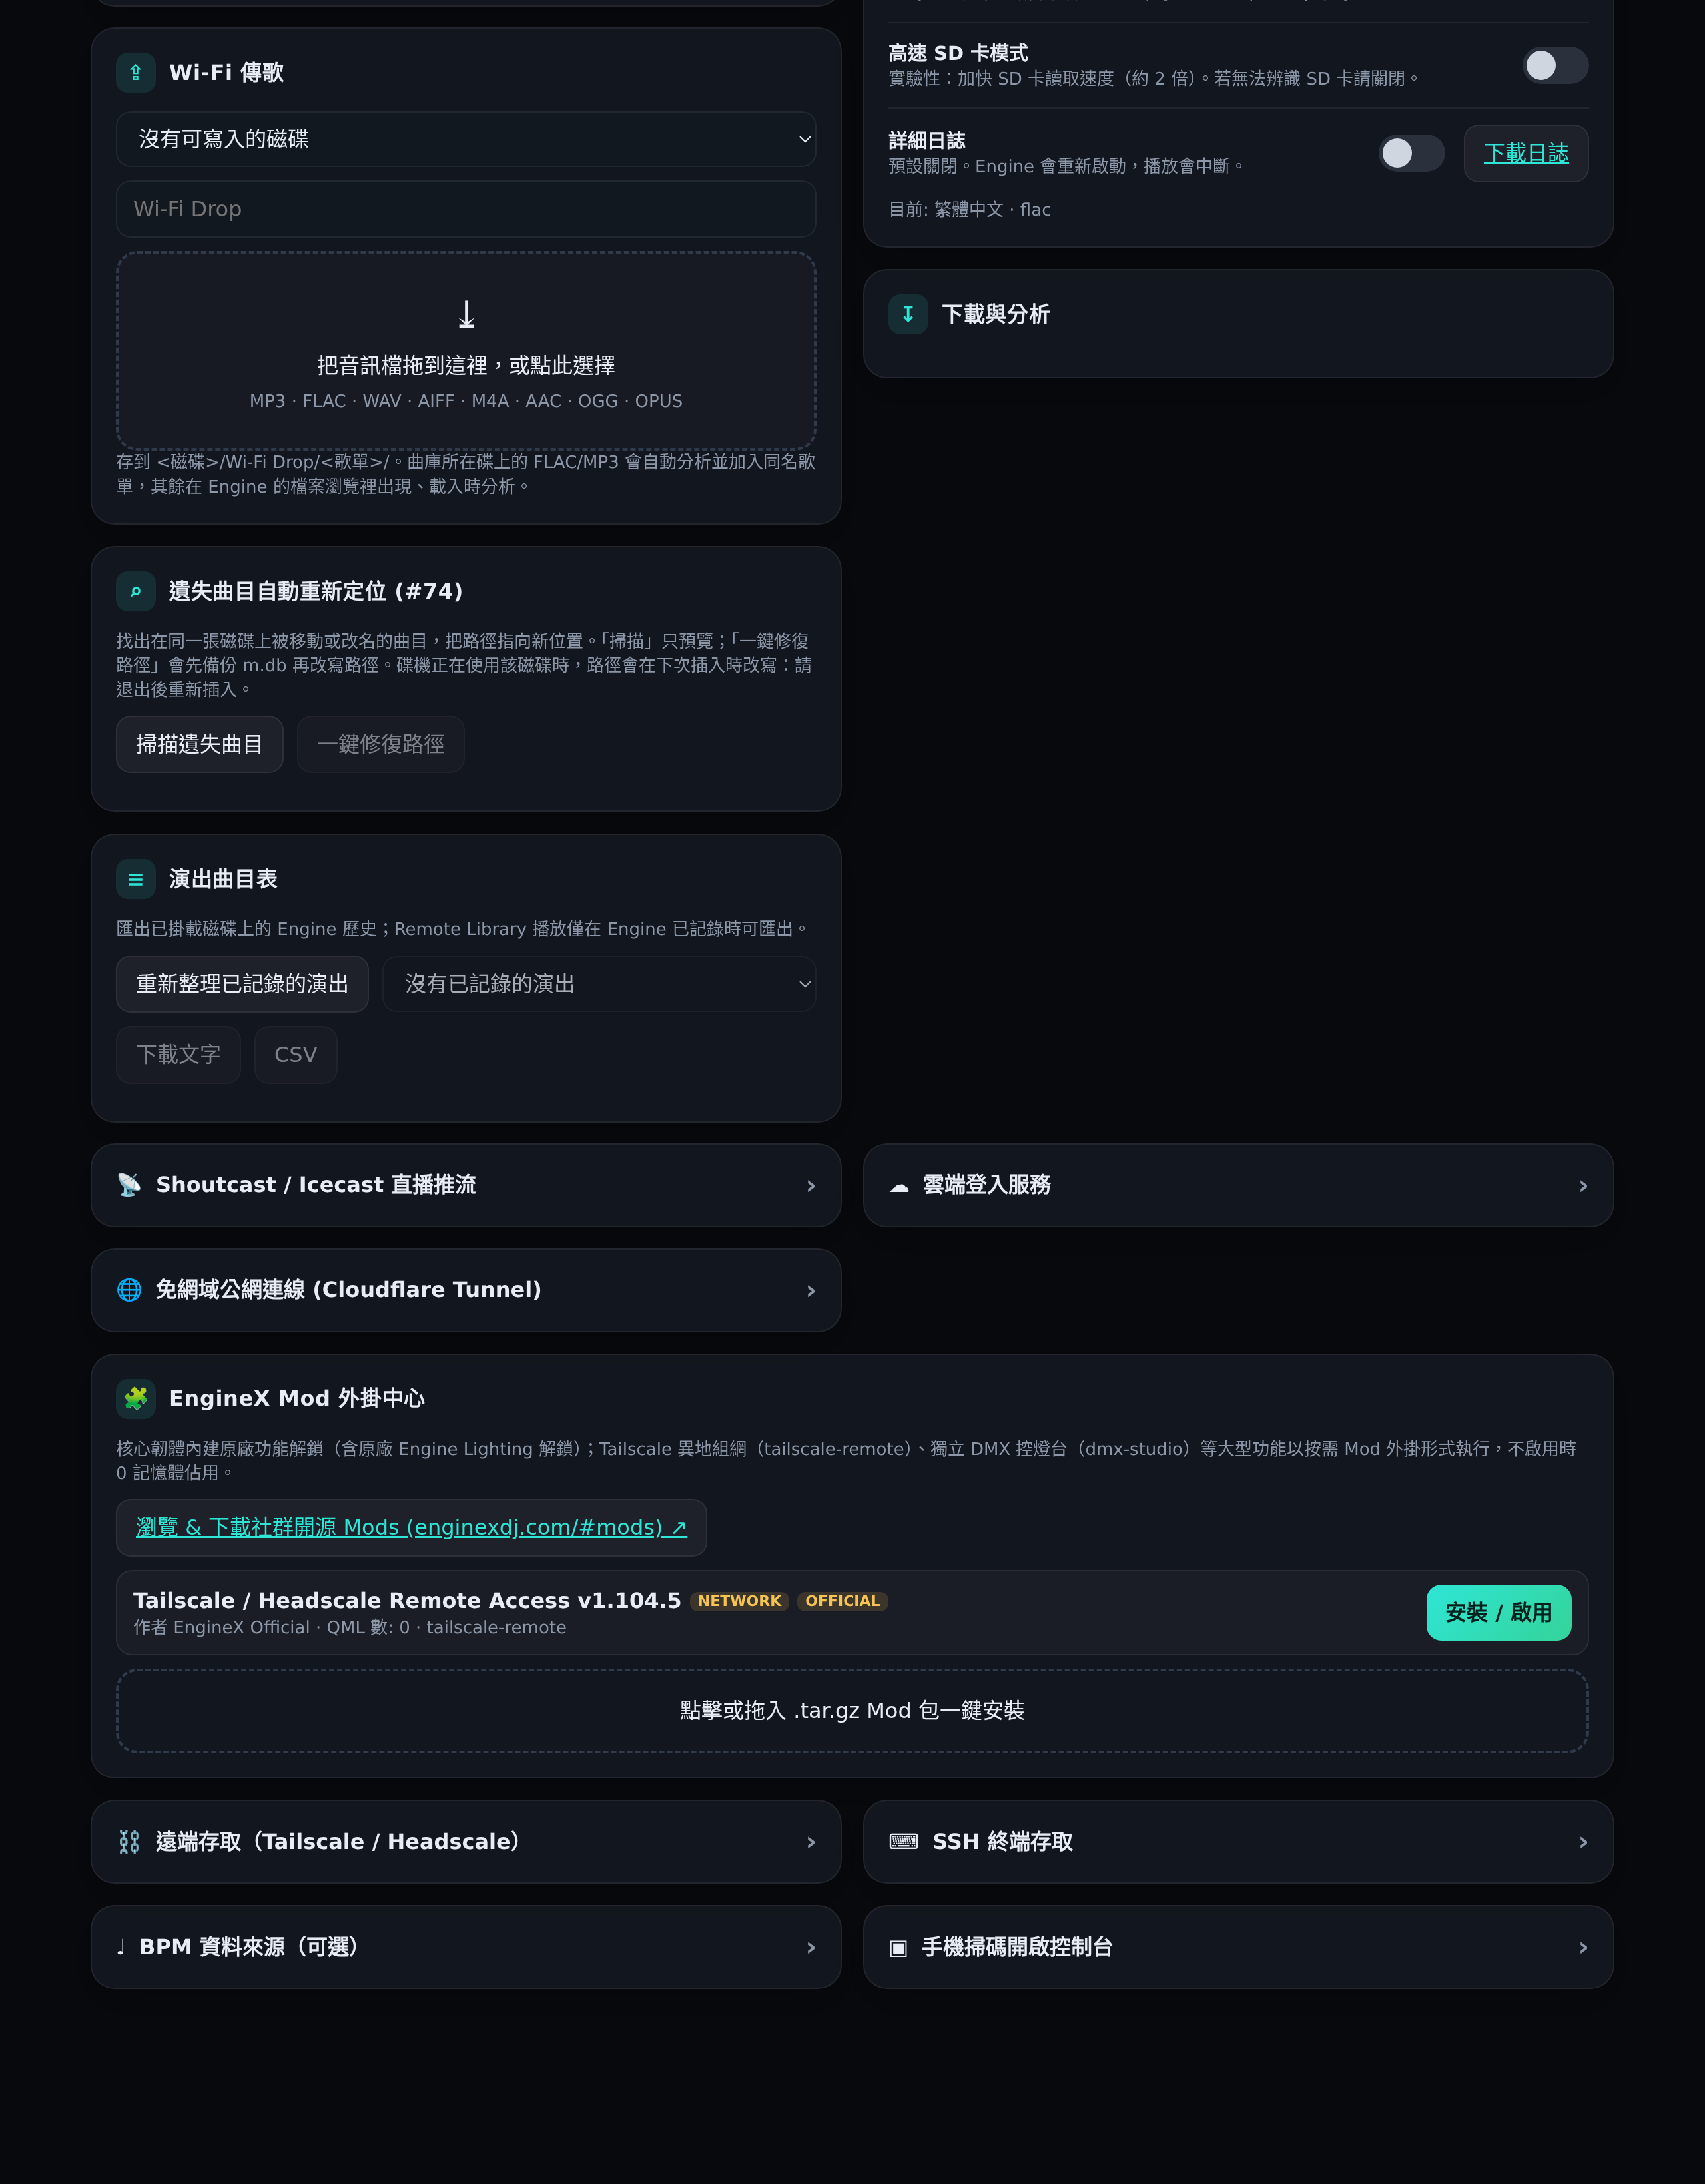 Wi-Fi 傳歌
沒有可寫入的磁碟
Wi-Fi Drop
把音訊檔拖到這裡，或點此選擇
MP3 · FLAC · WAV · AIFF · M4A · AAC · OGG · OPUS
存到 <磁碟>/Wi-Fi Drop/<歌單>/。曲庫所在碟上的 FLAC/MP3 會自動分析並加入同名歌
單，其餘在 Engine 的檔案瀏覽裡出現、載入時分析。
高速 SD 卡模式
實驗性：加快 SD 卡讀取速度（約 2 倍）。若無法辨識 SD 卡請關閉。
詳細日誌
預設關閉。Engine 會重新啟動，播放會中斷。
下載日誌
目前: 繁體中文 · flac
下載與分析
遺失曲目自動重新定位 (#74)
找出在同一張磁碟上被移動或改名的曲目，把路徑指向新位置。「掃描」只預覽；「一鍵修復
路徑」會先備份 m.db 再改寫路徑。碟機正在使用該磁碟時，路徑會在下次插入時改寫：請
退出後重新插入。
掃描遺失曲目
一鍵修復路徑
演出曲目表
匯出已掛載磁碟上的 Engine 歷史；Remote Library 播放僅在 Engine 已記錄時可匯出。
重新整理已記錄的演出
沒有已記錄的演出
下載文字
CSV
Shoutcast / Icecast 直播推流
雲端登入服務
免網域公網連線 (Cloudflare Tunnel)
EngineX Mod 外掛中心
核心韌體內建原廠功能解鎖（含原廠 Engine Lighting 解鎖）；Tailscale 異地組網（tailscale-remote）、獨立 DMX 控燈台（dmx-studio）等大型功能以按需 Mod 外掛形式執行，不啟用時
0 記憶體佔用。
瀏覽 & 下載社群開源 Mods (enginexdj.com/#mods) ↗
Tailscale / Headscale Remote Access v1.104.5 NETWORK OFFICIAL
作者 EngineX Official · QML 數: 0 · tailscale-remote
安裝 / 啟用
點擊或拖入 .tar.gz Mod 包一鍵安裝
遠端存取（Tailscale / Headscale）
SSH 終端存取
BPM 資料來源（可選）
手機掃碼開啟控制台